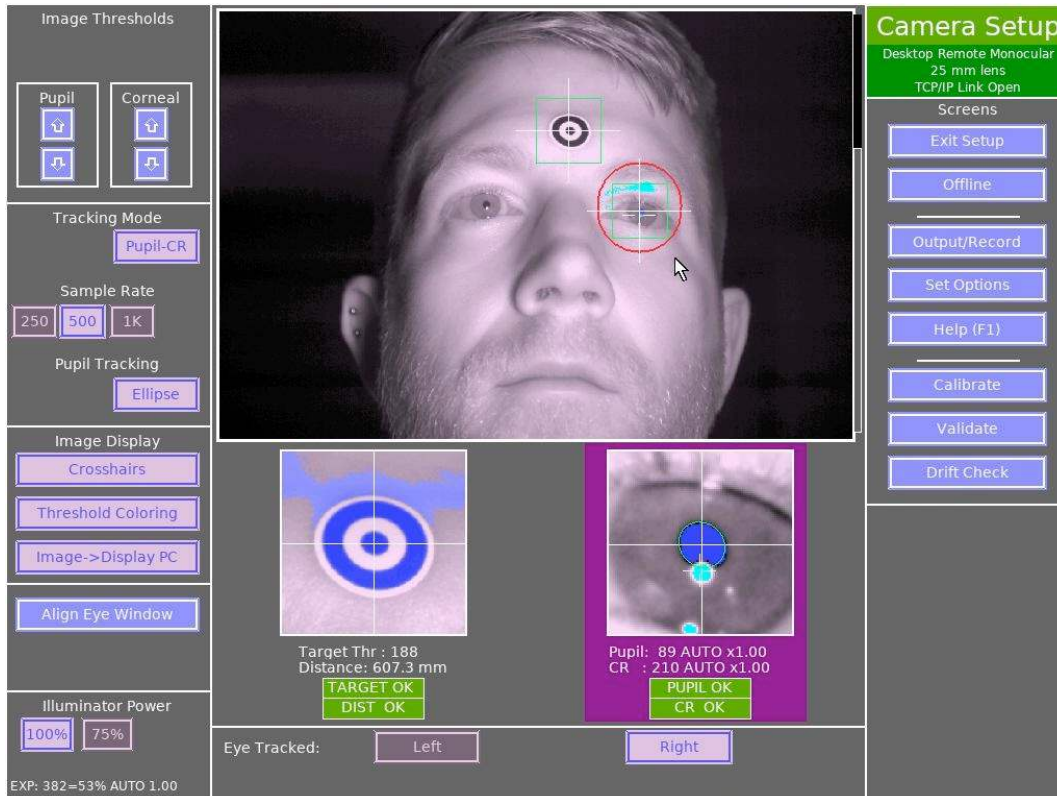 Image Thresholds
Pupil
Corneal
Tracking Mode
Pupil-CR
Sample Rate
250 500 1K
Pupil Tracking
Ellipse
Image Display
Crosshairs
Threshold Coloring
Image->Display PC
Align Eye Window
Illuminator Power
100% 75%
EXP: 382=53% AUTO 1.00
Target Thr : 188
Distance: 607.3 mm
TARGET OK
DIST OK
Pupil: 89 AUTO x1.00
CR : 210 AUTO x1.00
PUPIL OK
CR OK
Eye Tracked: Left Right
Camera Setup
Desktop Remote Monocular
25 mm lens
TCP/IP Link Open
Screens
Exit Setup
Offline
Output/Record
Set Options
Help (F1)
Calibrate
Validate
Drift Check